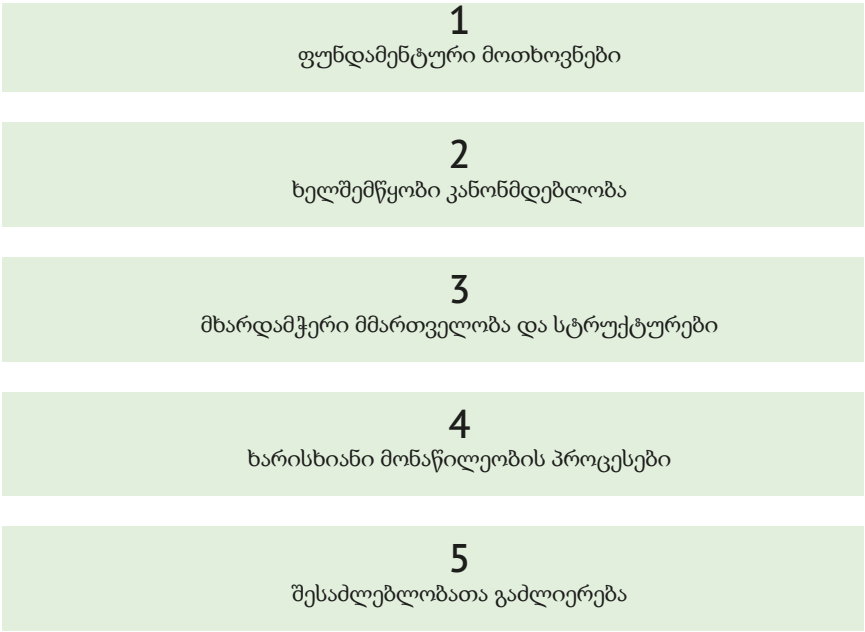 1
ფუნდამენტური მოთხოვნები
2
ხელშემწყობი კანონმდებლობა
3
მხარდამჭერი მმართველობა და სტრუქტურები
4
ხარისხიანი მონაწილეობის პროცესები
5
შესაძლებლობათა გაძლიერება